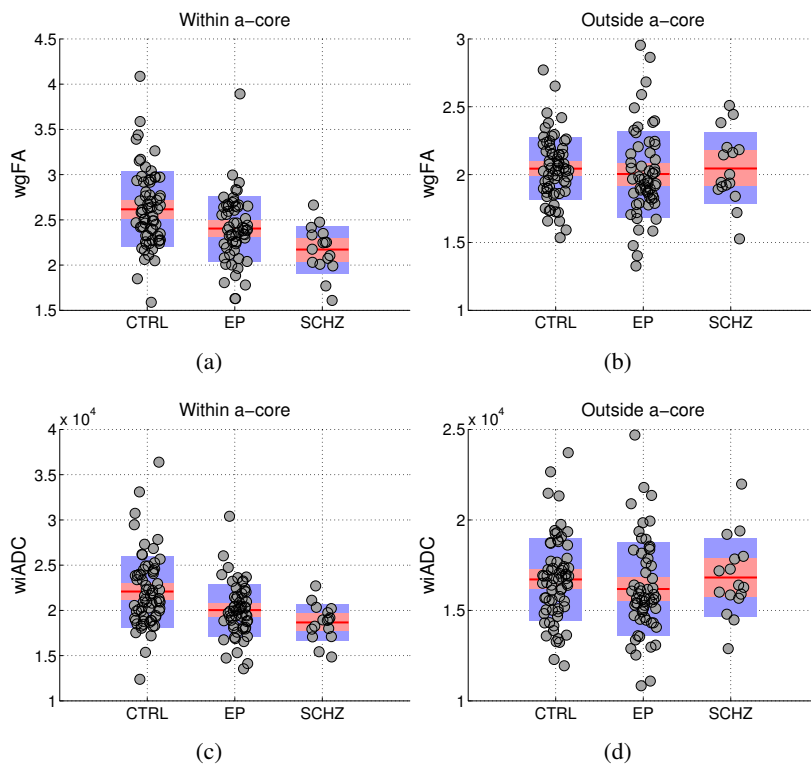 Within a-core
4.5
4
3.5
3
2.5
2
1.5
wgFA
CTRL EP SCHZ
(a)
Outside a-core
3
2.5
2
1.5
1
wgFA
CTRL EP SCHZ
(b)
Within a-core
x 10^4
4
3.5
3
2.5
2
1.5
1
wiADC
CTRL EP SCHZ
(c)
Outside a-core
x 10^4
2.5
2
1.5
1
wiADC
CTRL EP SCHZ
(d)